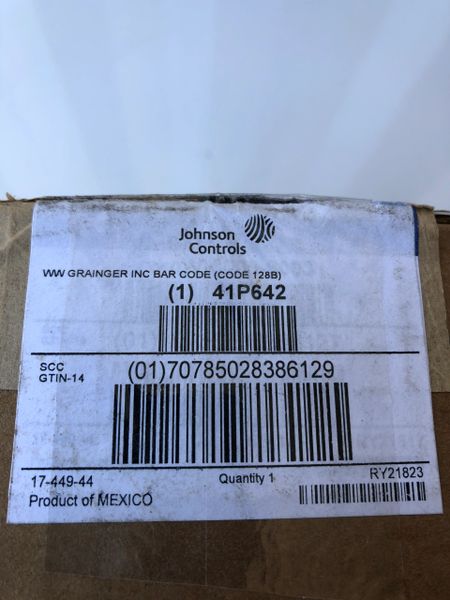 Johnson
Controls
WW GRAINGER INC BAR CODE (CODE 128B)
(1) 41P642
SCC
GTIN-14
(01)70785028386129
17-449-44
Quantity 1
RY21823
Product of MEXICO